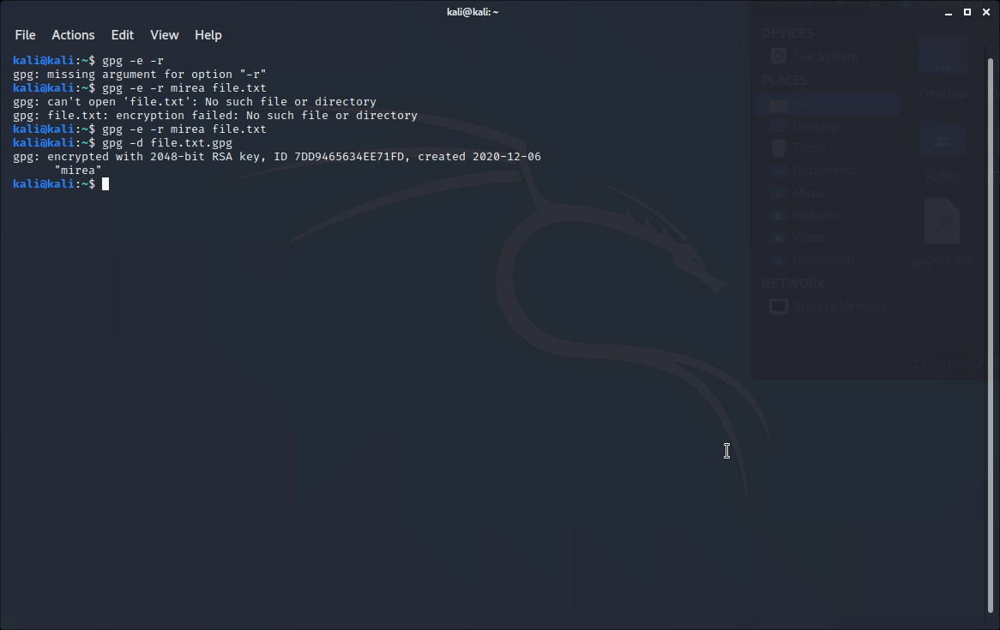 kali@kali: ~
File Actions Edit View Help
kali@kali:~$ gpg -e -r
gpg: missing argument for option "-r"
kali@kali:~$ gpg -e -r mirea file.txt
gpg: can't open 'file.txt': No such file or directory
gpg: file.txt: encryption failed: No such file or directory
kali@kali:~$ gpg -e -r mirea file.txt
kali@kali:~$ gpg -d file.txt.gpg
gpg: encrypted with 2048-bit RSA key, ID 7DD9465634EE71FD, created 2020-12-06
"mirea"
kali@kali:~$
DEVICES
File System
PLACES
kali
Desktop
Trash
Documents
Music
Pictures
Videos
Downloads
NETWORK
Browse Network
Desktop
Public
gpgkey.asc
13 items